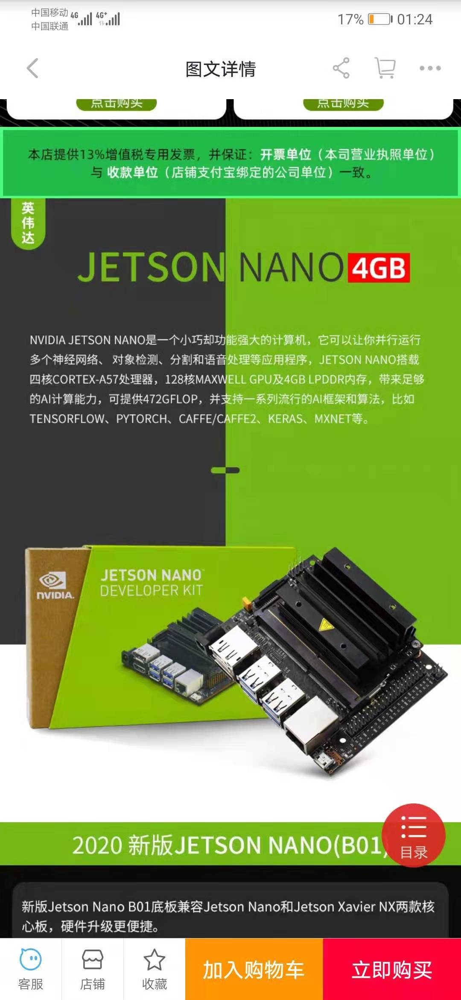 中国移动 4G 4G+
中国联通
17% 01:24
图文详情
点击购买 点击购买
本店提供13%增值税专用发票，并保证：开票单位（本司营业执照单位）
与 收款单位（店铺支付宝绑定的公司单位）一致。
英
伟
达
JETSON NANO 4GB
NVIDIA JETSON NANO是一个小巧却功能强大的计算机，它可以让你并行运行
多个神经网络、 对象检测、分割和语音处理等应用程序，JETSON NANO搭载
四核CORTEX-A57处理器，128核MAXWELL GPU及4GB LPDDR内存，带来足够
的AI计算能力，可提供472GFLOP，并支持一系列流行的AI框架和算法，比如
TENSORFLOW、PYTORCH、CAFFE/CAFFE2、KERAS、MXNET等。
NVIDIA.
JETSON NANO™
DEVELOPER KIT
2020 新版JETSON NANO(B01)
目录
新版Jetson Nano B01底板兼容Jetson Nano和Jetson Xavier NX两款核
心板，硬件升级更便捷。
客服 店铺 收藏 加入购物车 立即购买